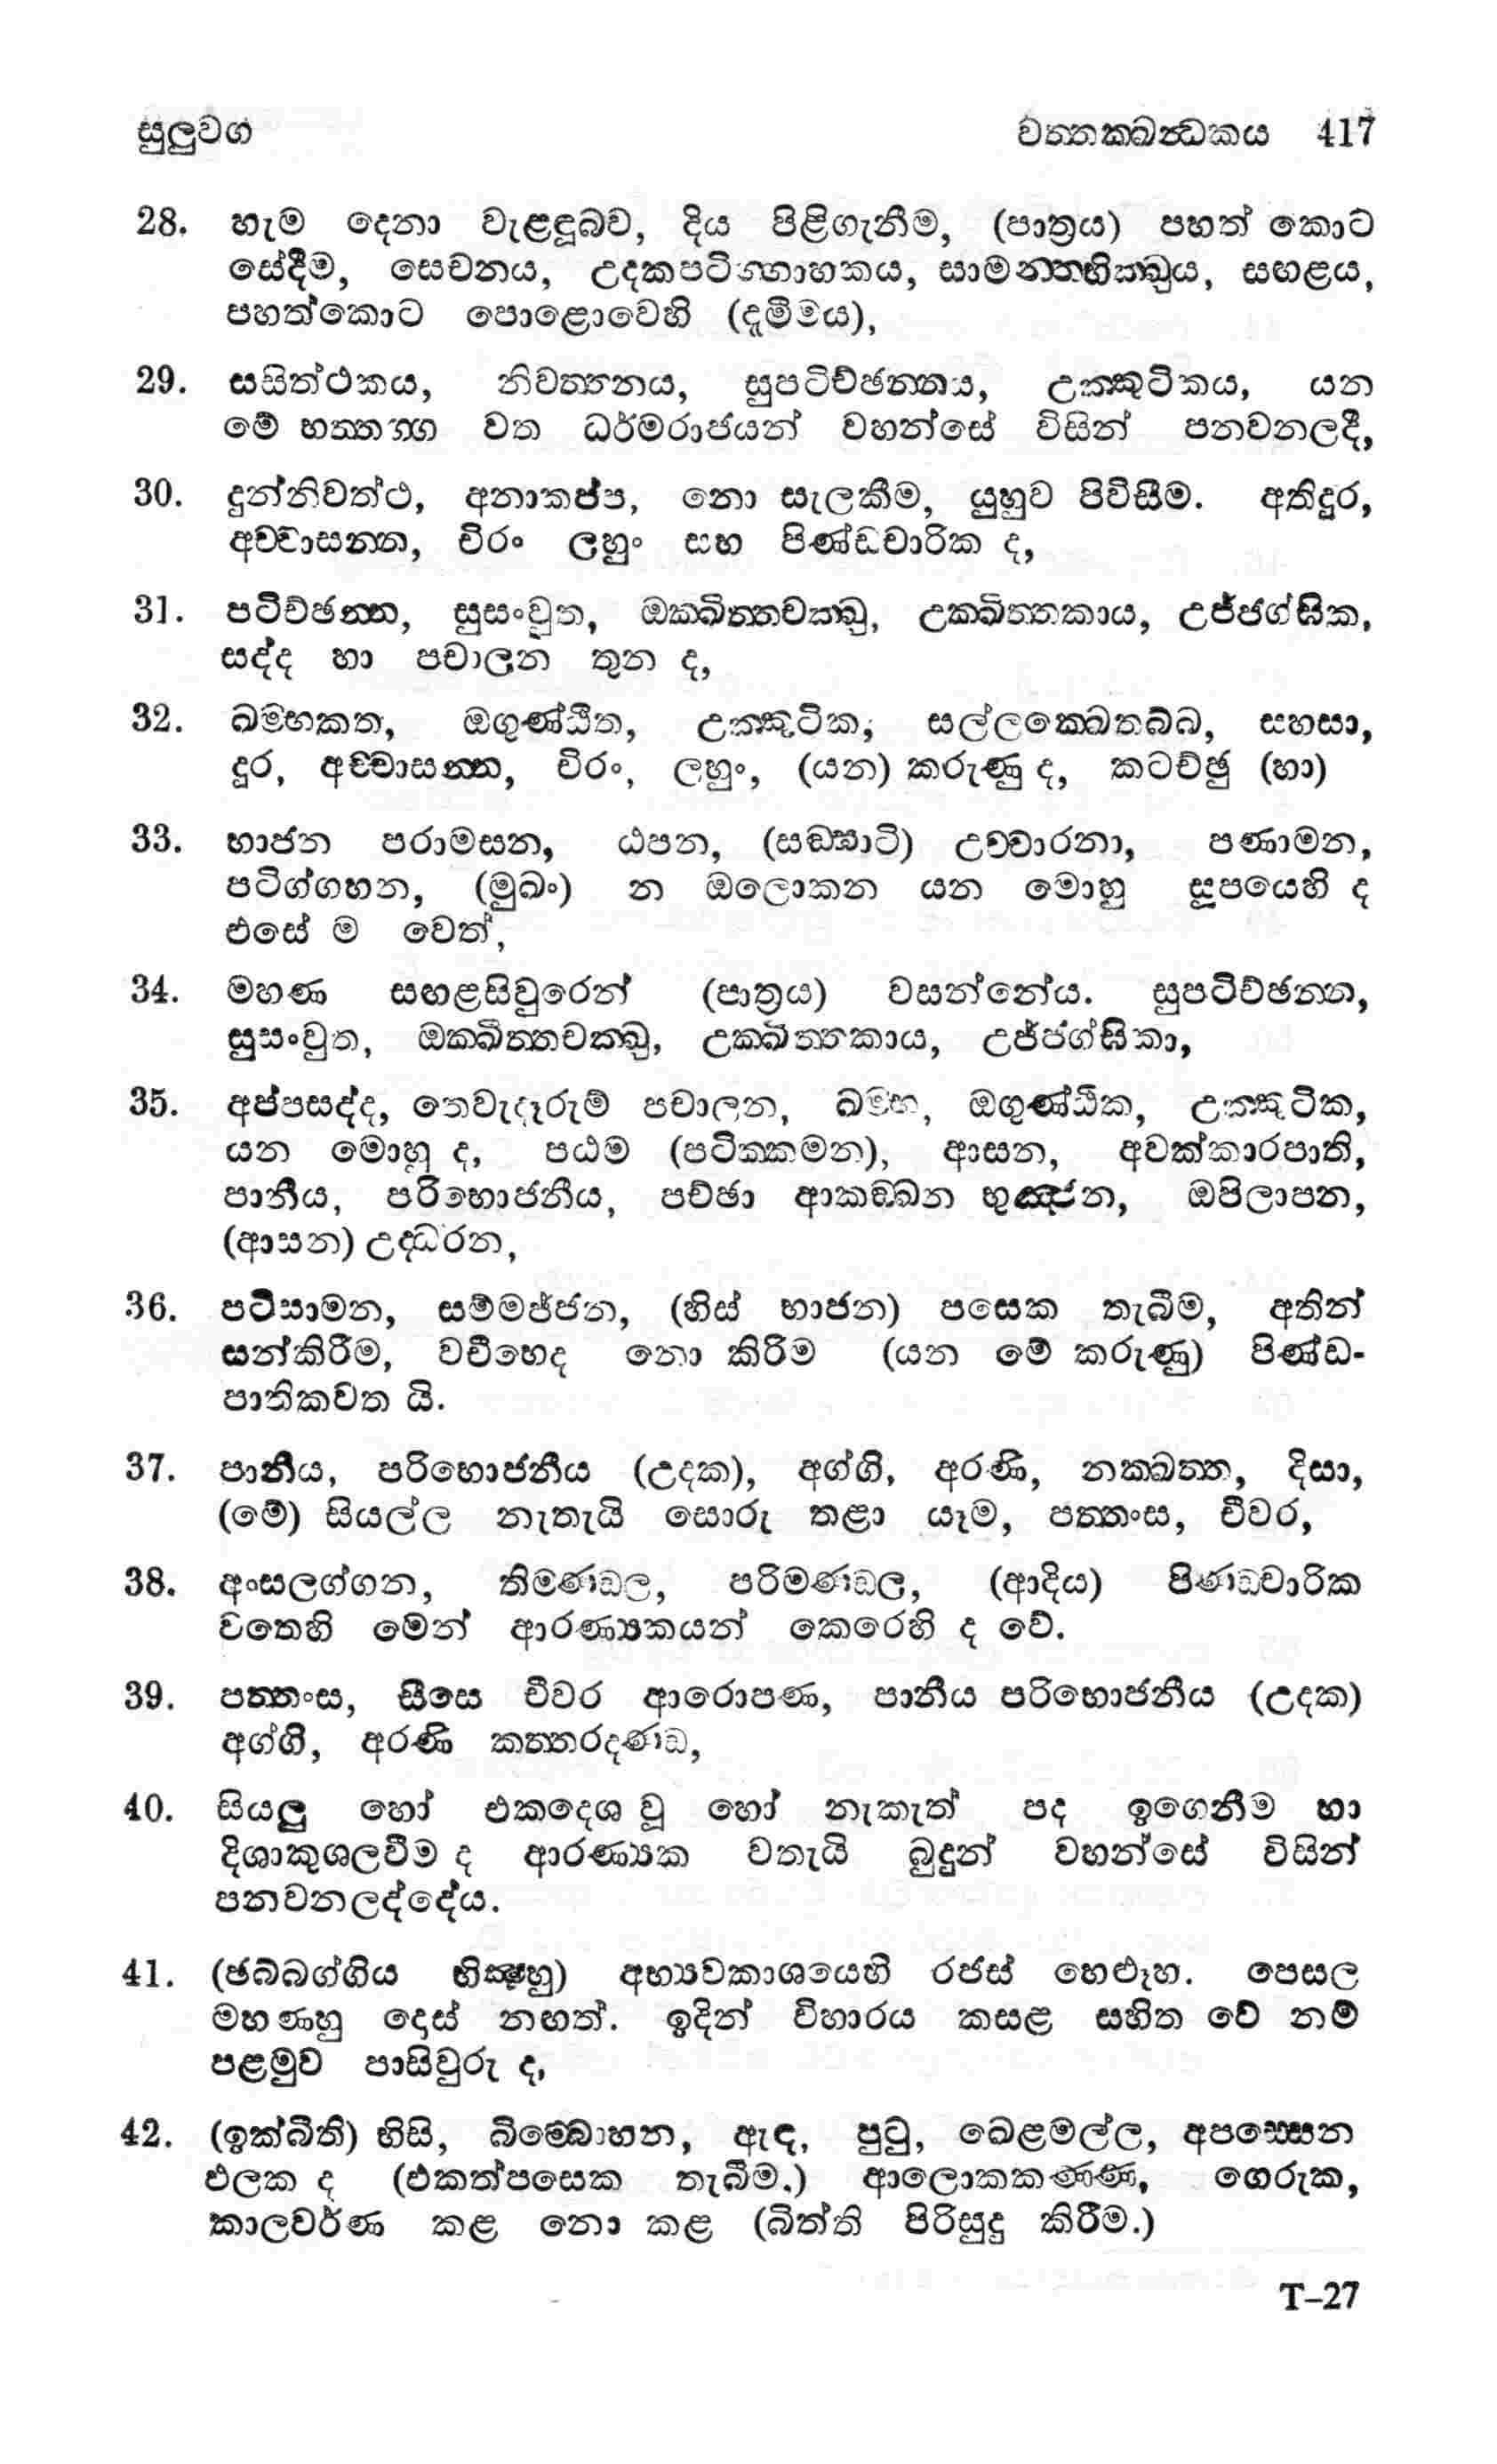 සුලුවග වත්තක්ඛන්ධකය 417
28. හැම දෙනා වැළඳූබව, දිය පිළිගැනීම, (පාත්‍රය) පහත් කොට
සේදීම, සෙචනය, උදකපටිග්ගාහකය, සාමන්තභික්ඛුය, සඟළය,
පහත්කොට පොළොවෙහි (දැමීමය),
29. සසිත්ථකය, නිවත්තනය, සුපටිච්ඡන්නය, උක්කුටිකය, යන
මේ භත්තග්ග වත ධර්මරාජයන් වහන්සේ විසින් පනවනලදී,
30. දුන්නිවත්ථ, අනාකප්ප, නො සැලකීම, යුහුව පිවිසීම. අතිදූර,
අච්චාසන්න, චිරං ලහුං සහ පිණ්ඩචාරික ද,
31. පටිච්ඡන්න, සුසංවුත, ඔක්ඛිත්තචක්ඛු, උක්ඛිත්තකාය, උජ්ජග්ඝික,
සද්ද හා පචාලන තුන ද,
32. ඛම්භකත, ඔගුණ්ඨිත, උක්කුටික, සල්ලක්ඛෙතබ්බ, සහසා,
දූර, අච්චාසන්න, චිරං, ලහුං, (යන) කරුණු ද, කටච්ඡු (හා)
33. භාජන පරාමසන, ඨපන, (සඞ්ඝාටි) උච්චාරනා, පණාමන,
පටිග්ගහන, (මුඛං) න ඔලොකන යන මොහු සූපයෙහි ද
එසේ ම වෙත්,
34. මහණ සඟළසිවුරෙන් (පාත්‍රය) වසන්නේය. සුපටිච්ඡන්න,
සුසංවුත, ඔක්ඛිත්තචක්ඛු, උක්ඛිත්තකාය, උජ්ජග්ඝිකා,
35. අප්පසද්ද, තෙවැදෑරුම් පචාලන, ඛම්භ, ඔගුණ්ඨික, උක්කුටික,
යන මොහු ද, පඨම (පටික්කමන), ආසන, අවක්කාරපාති,
පානීය, පරිභොජනීය, පච්ඡා ආකඞ්ඛන භුඤ්ජන, ඔපිලාපන,
(ආසන) උද්ධරන,
36. පටිසාමන, සම්මජ්ජන, (හිස් භාජන) පසෙක තැබීම, අතින්
සන්කිරීම, වචීභෙද නො කිරිම (යන මේ කරුණු) පිණ්ඩ-
පාතිකවත යි.
37. පානීය, පරිභොජනීය (උදක), අග්ගි, අරණි, නක්ඛත්ත, දිසා,
(මේ) සියල්ල නැතැයි සොරු තළා යෑම, පත්තංස, චීවර,
38. අංසලග්ගන, තිමණ්ඩල, පරිමණ්ඩල, (ආදිය) පිණ්ඩචාරික
වතෙහි මෙන් ආරණ්‍යකයන් කෙරෙහි ද වේ.
39. පත්තංස, සීසෙ චීවර ආරොපණ, පානීය පරිභොජනීය (උදක)
අග්ගි, අරණි කත්තරදණ්ඩ,
40. සියලු හෝ එකදෙශ වූ හෝ නැකැත් පද ඉගෙනීම හා
දිශාකුශලවීම ද ආරණ්‍යක වතැයි බුදුන් වහන්සේ විසින්
පනවනලද්දේය.
41. (ඡබ්බග්ගිය භික්ෂුහු) අභ්‍යවකාශයෙහි රජස් හෙළූහ. පෙසල
මහණහු දොස් නඟත්. ඉදින් විහාරය කසළ සහිත වේ නම්
පළමුව පාසිවුරු ද,
42. (ඉක්බිති) භිසි, බිම්බොහන, ඇඳ, පුටු, ඛෙළමල්ල, අපස්සෙන
ඵලක ද (එකත්පසෙක තැබීම.) ආලොකකණ්ණ, ගෙරුක,
කාලවර්ණ කළ නො කළ (බිත්ති පිරිසුදු කිරීම.)
T–27